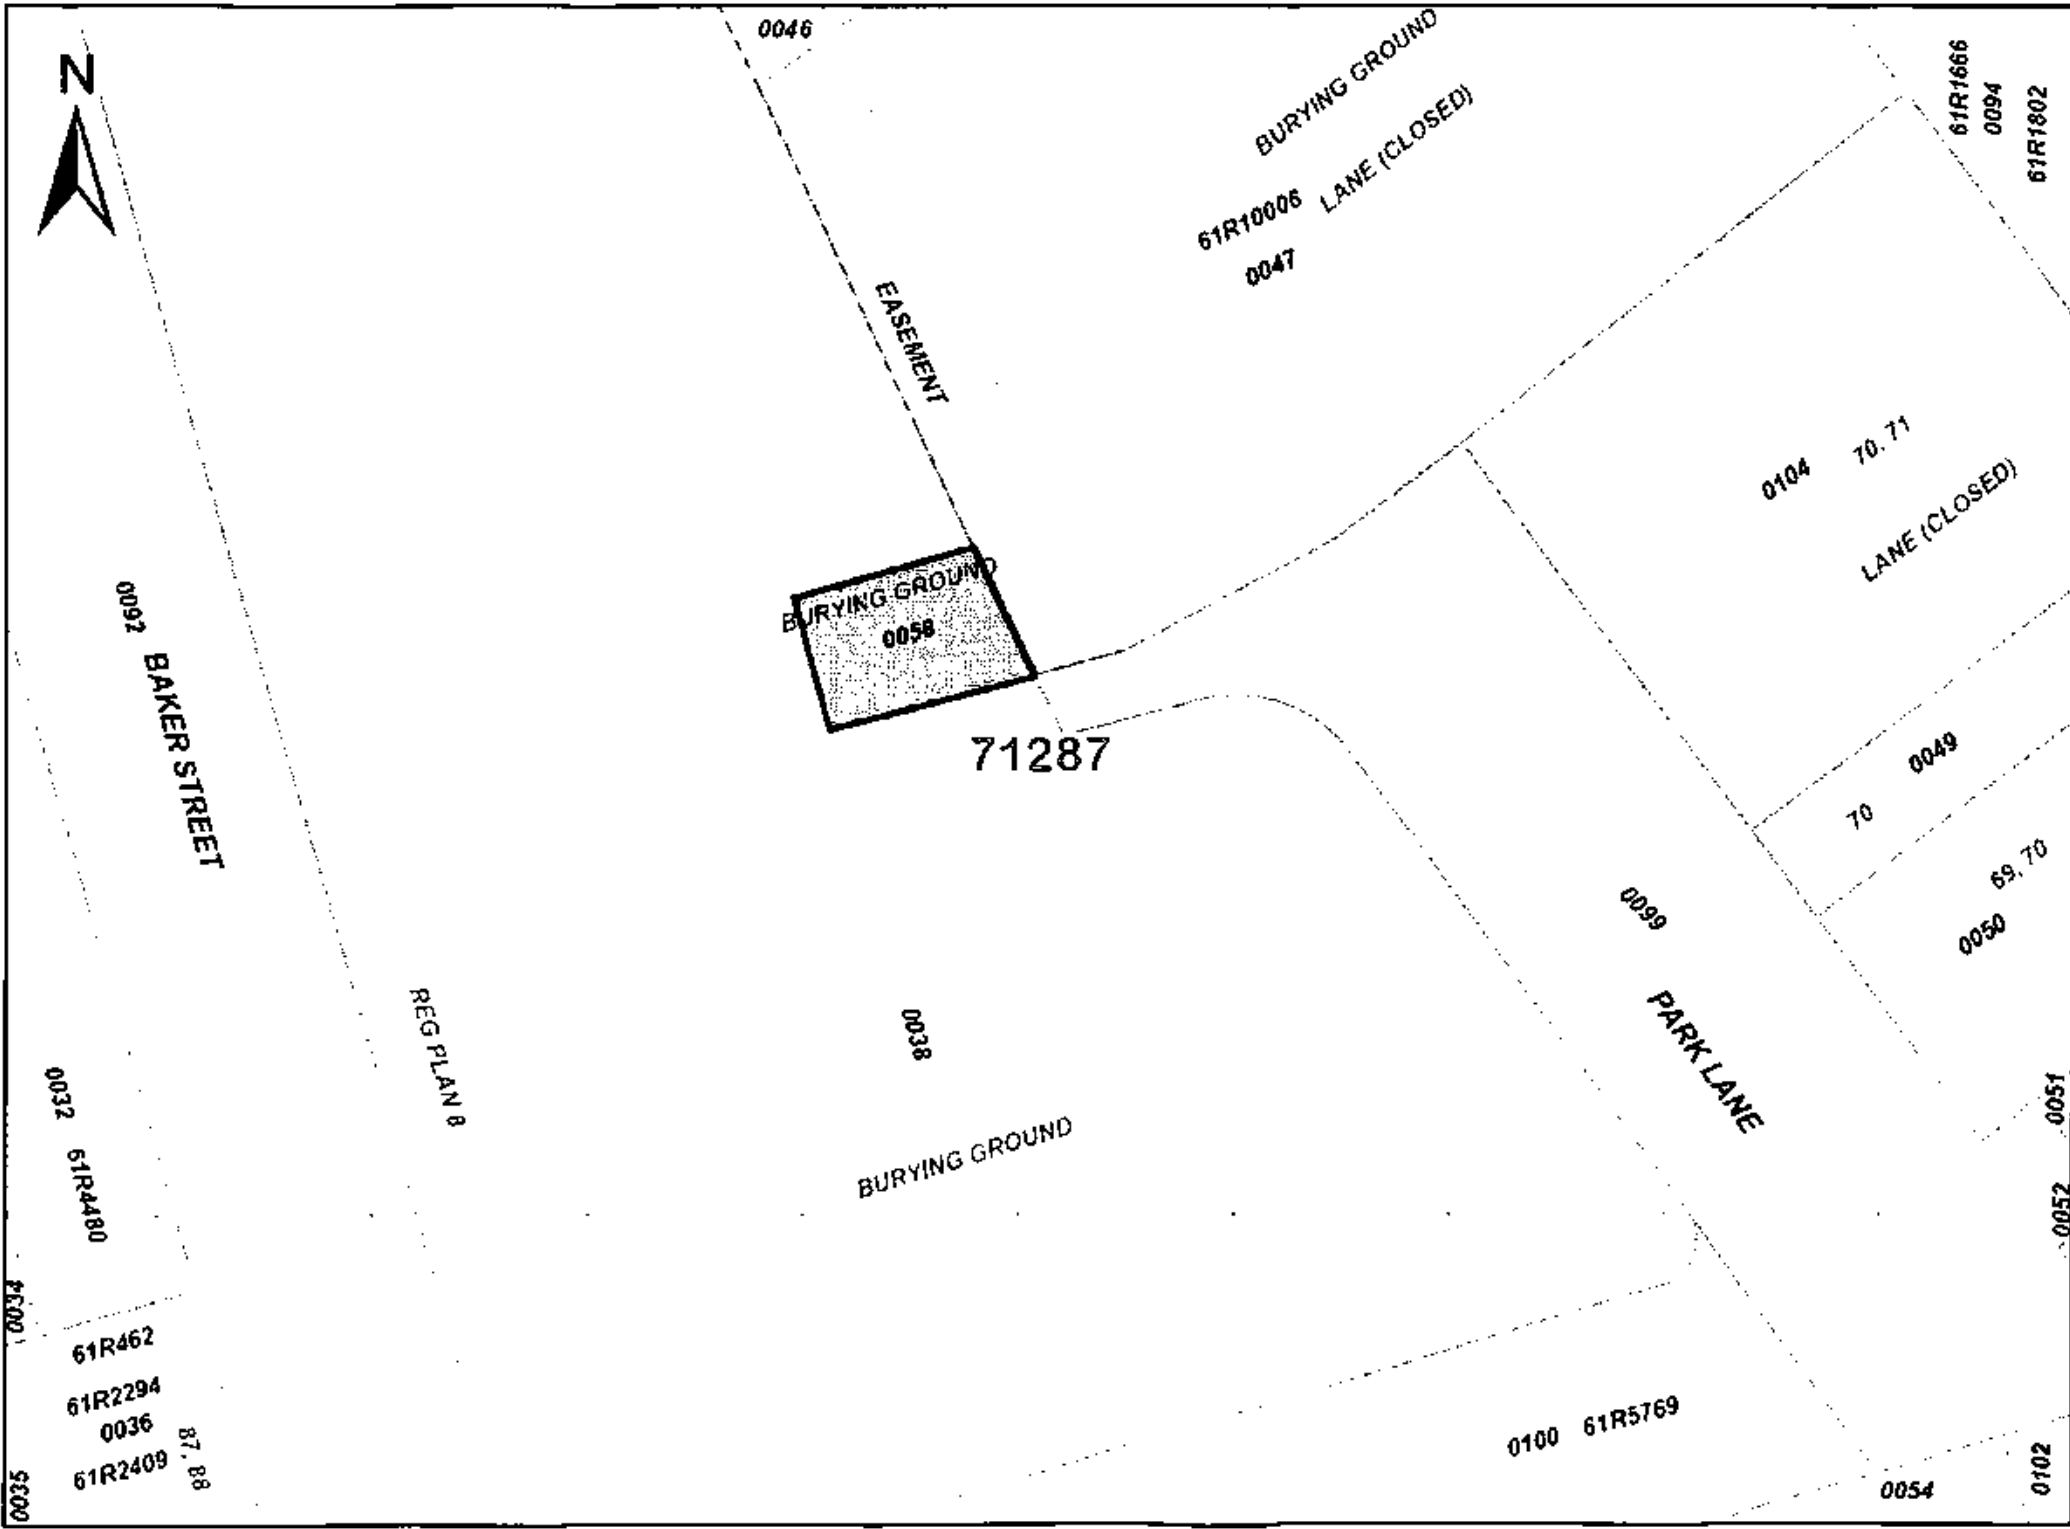 0046
N
BURYING GROUND
LANE (CLOSED)
61R10006
0047
61R1666
0094
61R1802
EASEMENT
0104 70, 71
LANE (CLOSED)
BURYING GROUND
0058
0092 BAKER STREET
71287
0049
70
69, 70
0050
0099 PARK LANE
REG PLAN 8
0038
BURYING GROUND
0032 61R4480
0051
0052
0034
61R462
61R2294
0036
61R2409
87, 88
0035
0100 61R5769
0054
0102